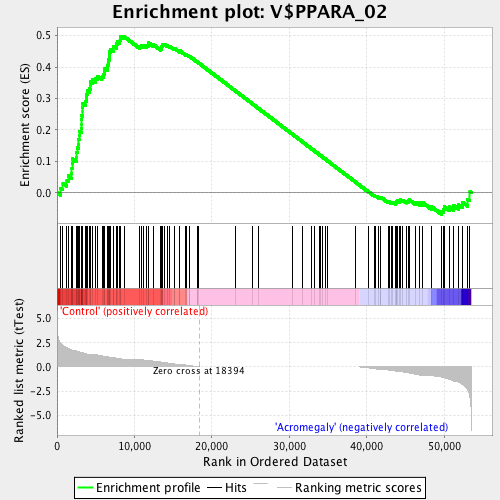 Enrichment plot: V$PPARA_02
Enrichment score (ES)
0.5
0.4
0.3
0.2
0.1
0.0
Ranked list metric (tTest)
5.0
2.5
0.0
-2.5
-5.0
'Control' (positively correlated)
Zero cross at 18394
'Acromegaly' (negatively correlated)
0
10,000
20,000
30,000
40,000
50,000
Rank in Ordered Dataset
Enrichment profile
Hits
Ranking metric scores